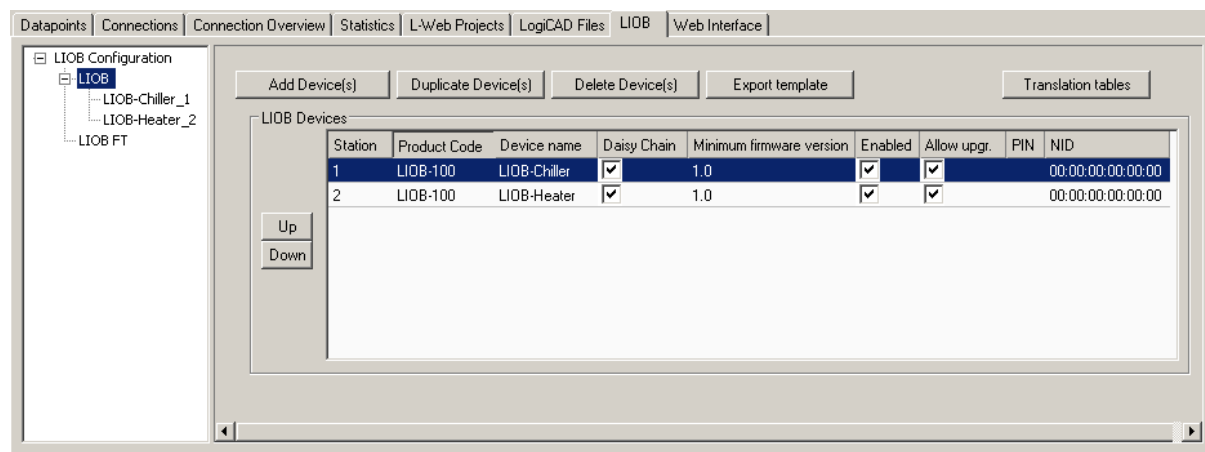 Datapoints Connections Connection Overview Statistics L-Web Projects LogiCAD Files LIOB Web Interface
LIOB Configuration
LIOB
LIOB-Chiller_1
LIOB-Heater_2
LIOB FT
Add Device(s) Duplicate Device(s) Delete Device(s) Export template Translation tables
LIOB Devices
Station Product Code Device name Daisy Chain Minimum firmware version Enabled Allow upgr. PIN NID
1 LIOB-100 LIOB-Chiller 1.0 00:00:00:00:00:00
2 LIOB-100 LIOB-Heater 1.0 00:00:00:00:00:00
Up
Down